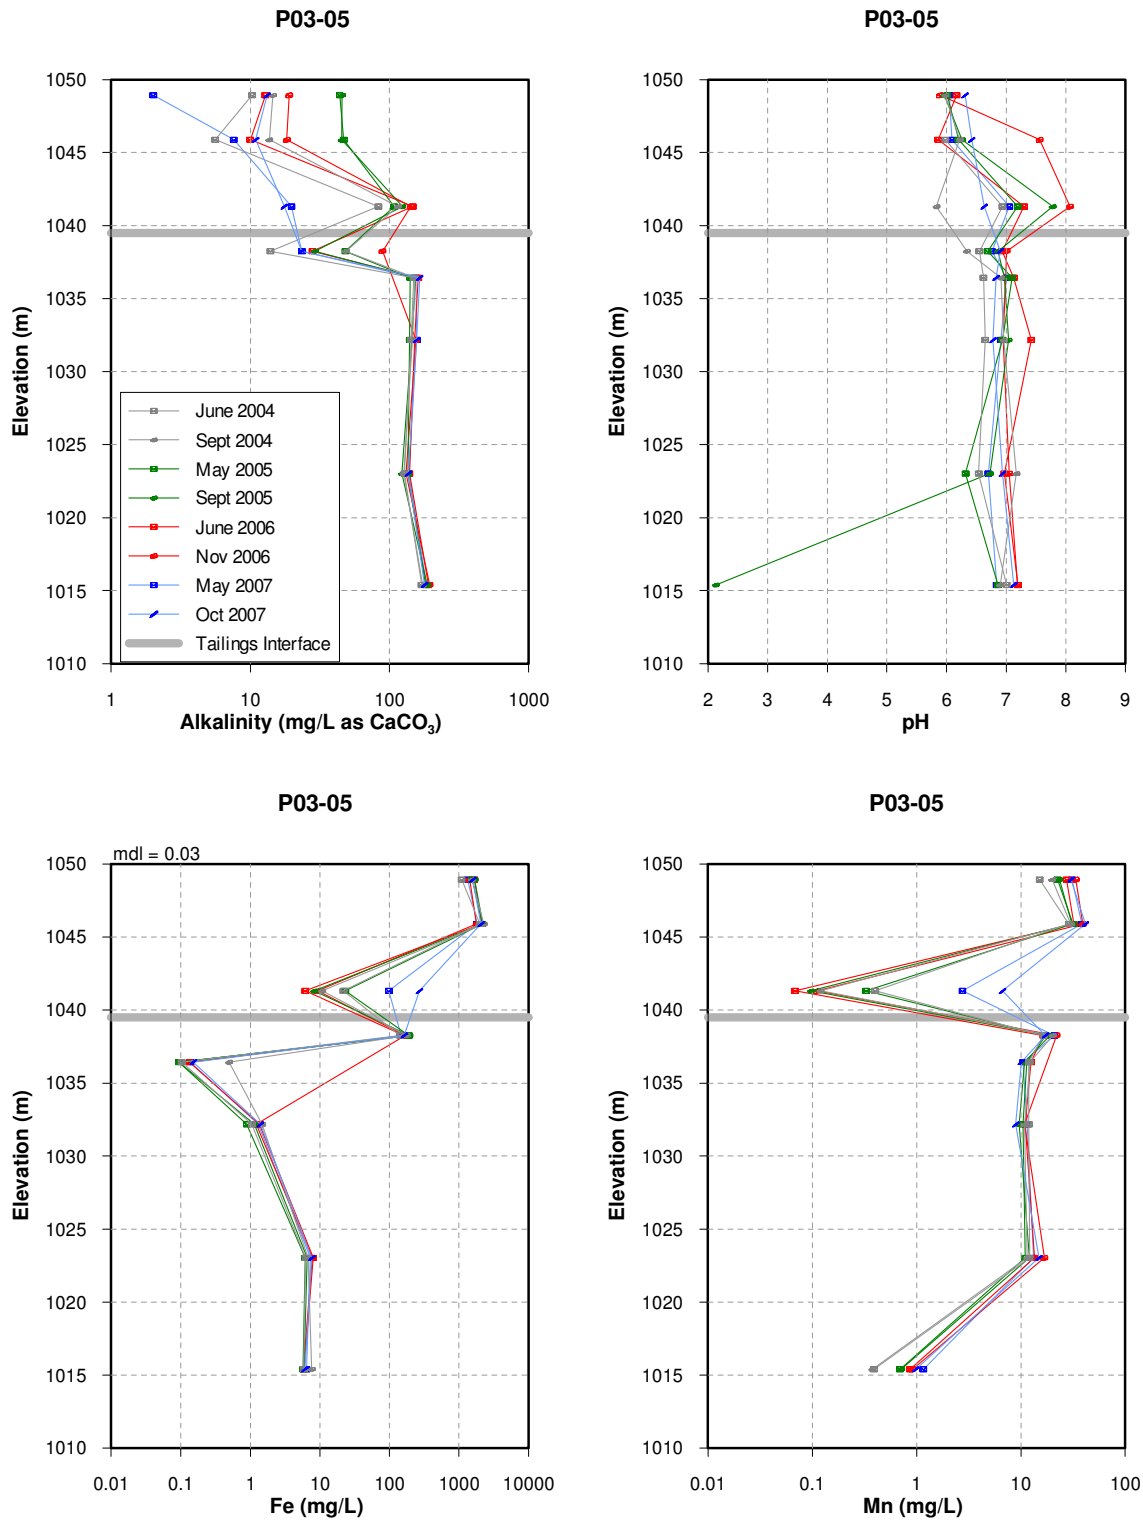 P03-05
1050
1045
1040
1035
1030
1025
1020
1015
1010
Elevation (m)
June 2004
Sept 2004
May 2005
Sept 2005
June 2006
Nov 2006
May 2007
Oct 2007
Tailings Interface
1 10 100 1000
Alkalinity (mg/L as CaCO₃)
P03-05
1050
1045
1040
1035
1030
1025
1020
1015
1010
Elevation (m)
2 3 4 5 6 7 8 9
pH
P03-05
mdl = 0.03
1050
1045
1040
1035
1030
1025
1020
1015
1010
Elevation (m)
0.01 0.1 1 10 100 1000 10000
Fe (mg/L)
P03-05
1050
1045
1040
1035
1030
1025
1020
1015
1010
Elevation (m)
0.01 0.1 1 10 100
Mn (mg/L)